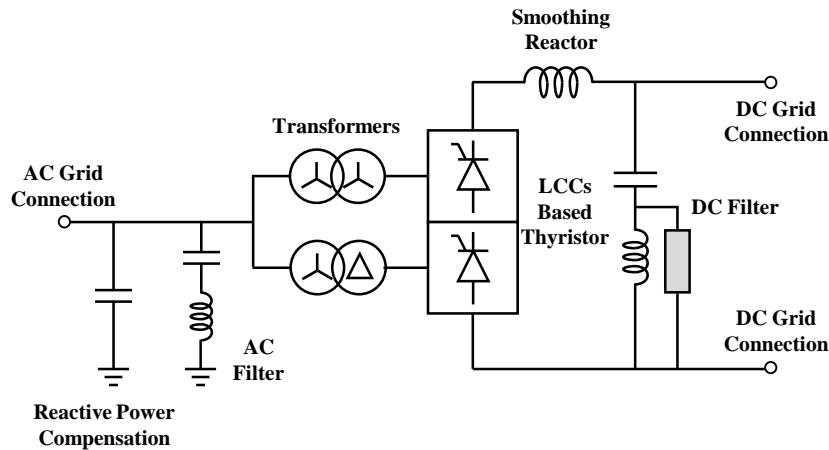 Smoothing
Reactor
Transformers
DC Grid
Connection
AC Grid
Connection
LCCs
Based
Thyristor
DC Filter
AC
Filter
DC Grid
Connection
Reactive Power
Compensation